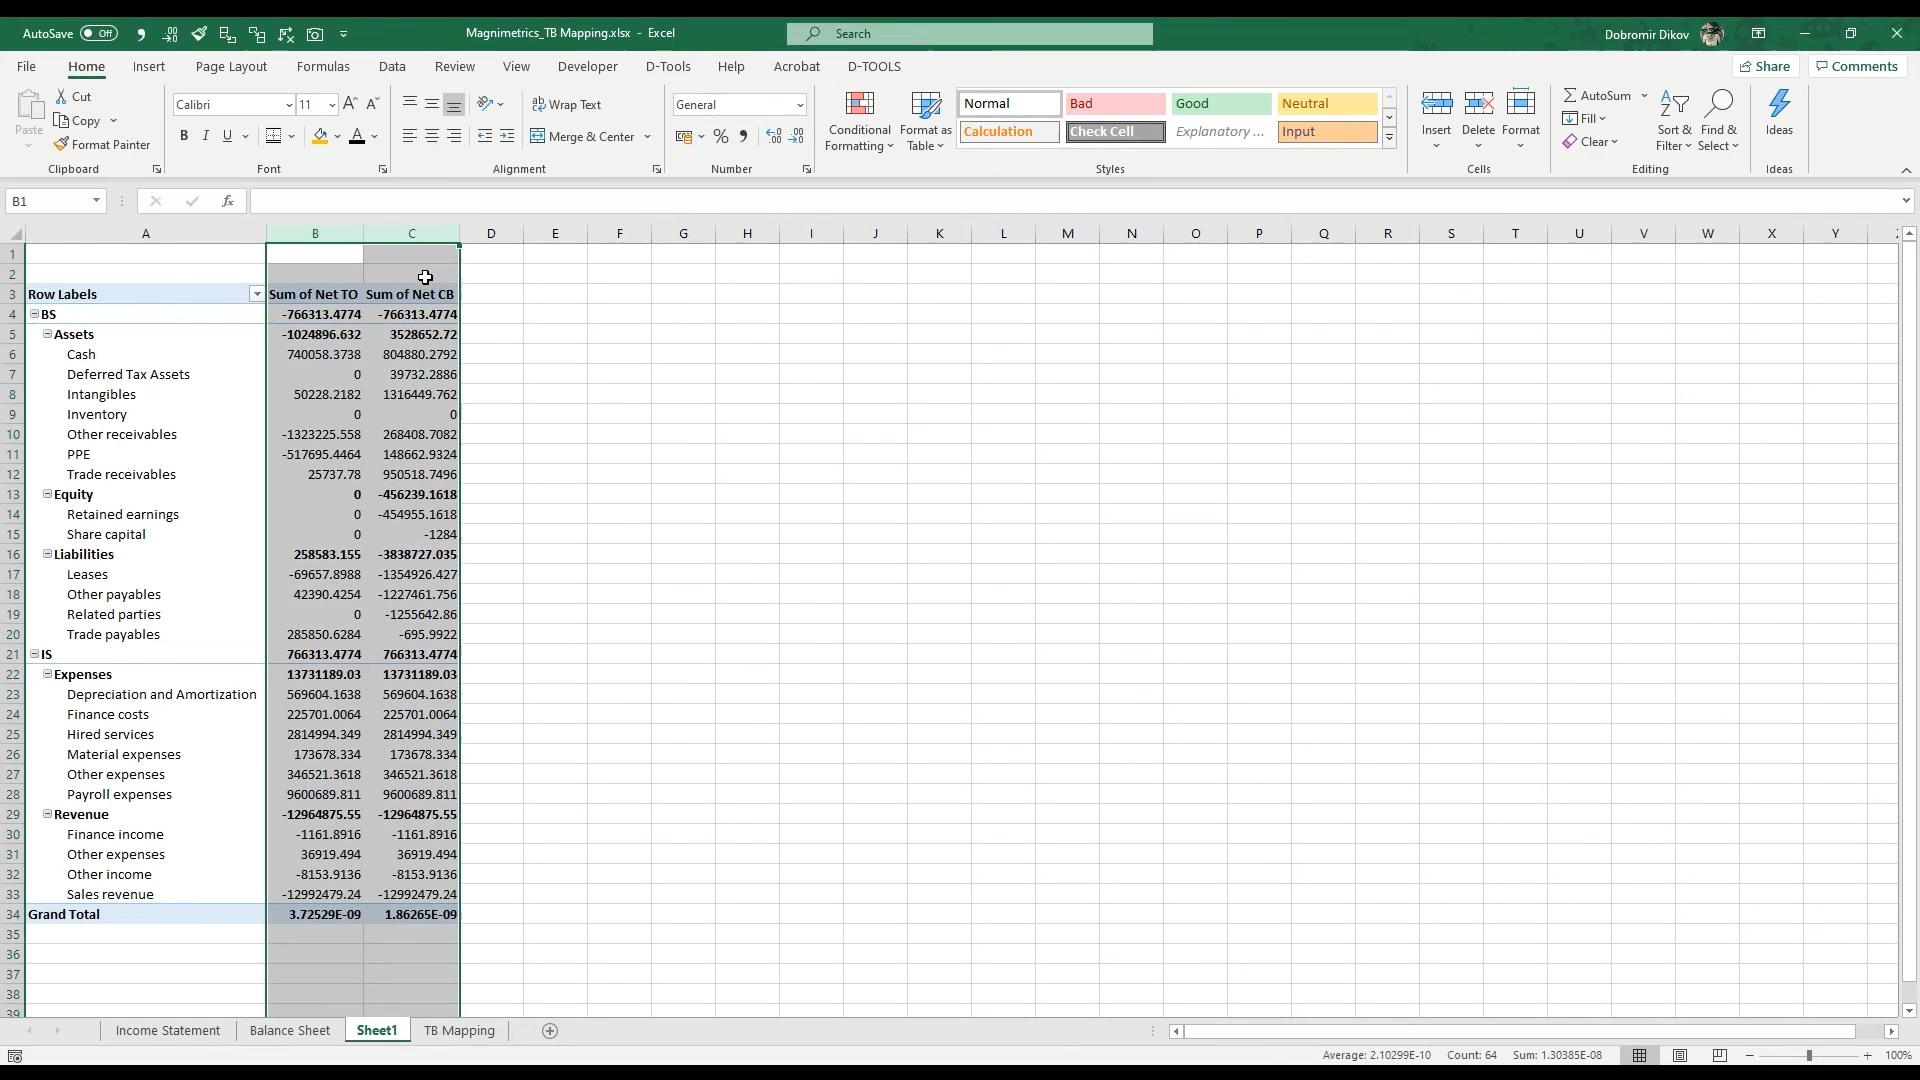 AutoSave Off Magnimetrics_TB Mapping.xlsx - Excel Search Dobromir Dikov
File Home Insert Page Layout Formulas Data Review View Developer D-Tools Help Acrobat D-TOOLS Share Comments
Paste Cut Copy Format Painter Clipboard
Calibri 11 B I U A Font
Wrap Text Merge & Center Alignment
General % Number
Conditional Formatting Format as Table
Normal Bad Good Neutral
Calculation Check Cell Explanatory ... Input
Styles
Insert Delete Format Cells
AutoSum Fill Clear Sort & Filter Find & Select Editing
Ideas Ideas
B1 fx
A B C D E F G H I J K L M N O P Q R S T U V W X Y
1
2
3 Row Labels Sum of Net TO Sum of Net CB
4 BS -766313.4774 -766313.4774
5 Assets -1024896.632 3528652.72
6 Cash 740058.3738 804880.2792
7 Deferred Tax Assets 0 39732.2886
8 Intangibles 50228.2182 1316449.762
9 Inventory 0 0
10 Other receivables -1323225.558 268408.7082
11 PPE -517695.4464 148662.9324
12 Trade receivables 25737.78 950518.7496
13 Equity 0 -456239.1618
14 Retained earnings 0 -454955.1618
15 Share capital 0 -1284
16 Liabilities 258583.155 -3838727.035
17 Leases -69657.8988 -1354926.427
18 Other payables 42390.4254 -1227461.756
19 Related parties 0 -1255642.86
20 Trade payables 285850.6284 -695.9922
21 IS 766313.4774 766313.4774
22 Expenses 13731189.03 13731189.03
23 Depreciation and Amortization 569604.1638 569604.1638
24 Finance costs 225701.0064 225701.0064
25 Hired services 2814994.349 2814994.349
26 Material expenses 173678.334 173678.334
27 Other expenses 346521.3618 346521.3618
28 Payroll expenses 9600689.811 9600689.811
29 Revenue -12964875.55 -12964875.55
30 Finance income -1161.8916 -1161.8916
31 Other expenses 36919.494 36919.494
32 Other income -8153.9136 -8153.9136
33 Sales revenue -12992479.24 -12992479.24
34 Grand Total 3.72529E-09 1.86265E-09
35
36
37
38
39
Income Statement Balance Sheet Sheet1 TB Mapping
Average: 2.10299E-10 Count: 64 Sum: 1.30385E-08 100%